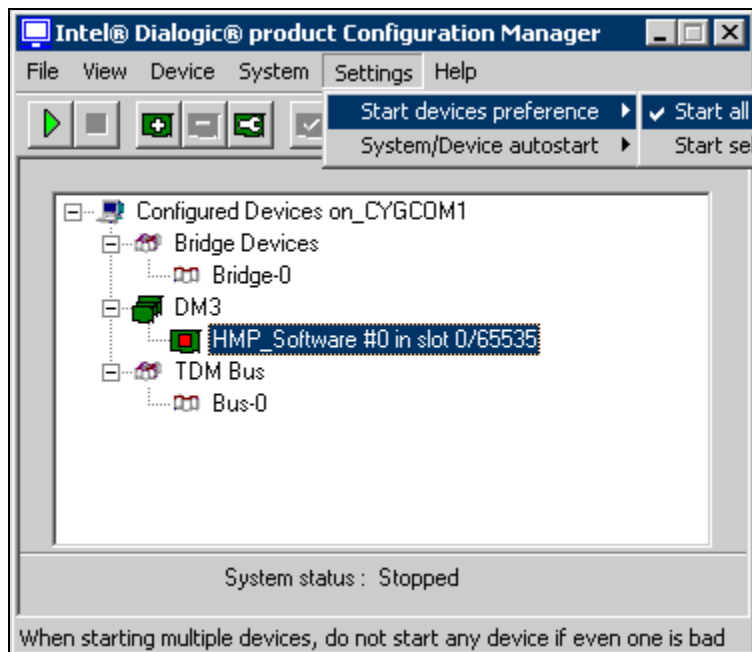 Intel® Dialogic® product Configuration Manager
File View Device System Settings Help
Start devices preference
Start all
System/Device autostart
Start se
Configured Devices on_CYGCOM1
Bridge Devices
Bridge-0
DM3
HMP_Software #0 in slot 0/65535
TDM Bus
Bus-0
System status : Stopped
When starting multiple devices, do not start any device if even one is bad